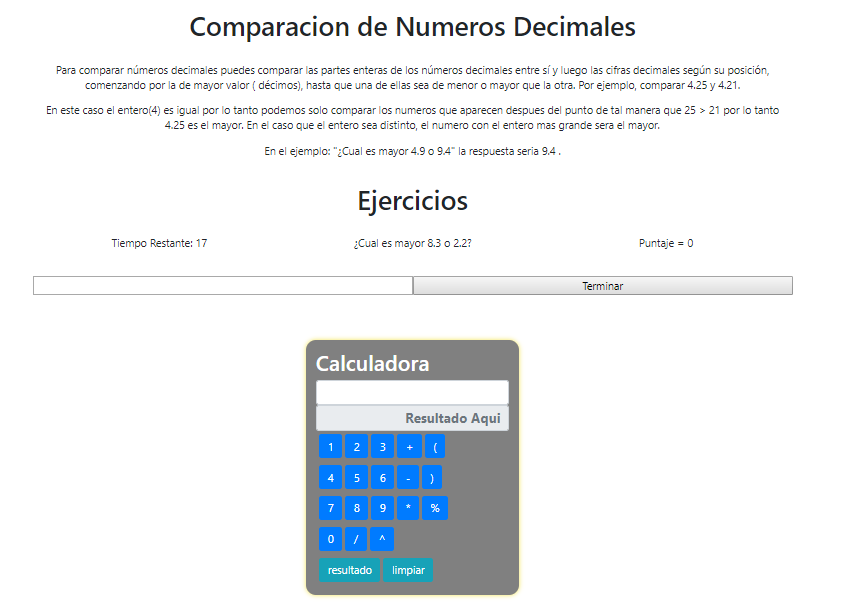 Comparacion de Numeros Decimales
Para comparar números decimales puedes comparar las partes enteras de los números decimales entre sí y luego las cifras decimales según su posición,
comenzando por la de mayor valor ( décimos), hasta que una de ellas sea de menor o mayor que la otra. Por ejemplo, comparar 4.25 y 4.21.
En este caso el entero(4) es igual por lo tanto podemos solo comparar los numeros que aparecen despues del punto de tal manera que 25 > 21 por lo tanto
4.25 es el mayor. En el caso que el entero sea distinto, el numero con el entero mas grande sera el mayor.
En el ejemplo: "¿Cual es mayor 4.9 o 9.4" la respuesta seria 9.4 .
Ejercicios
Tiempo Restante: 17 ¿Cual es mayor 8.3 o 2.2? Puntaje = 0
Terminar
Calculadora
Resultado Aqui
1 2 3 + (
4 5 6 - )
7 8 9 * %
0 / ^
resultado limpiar